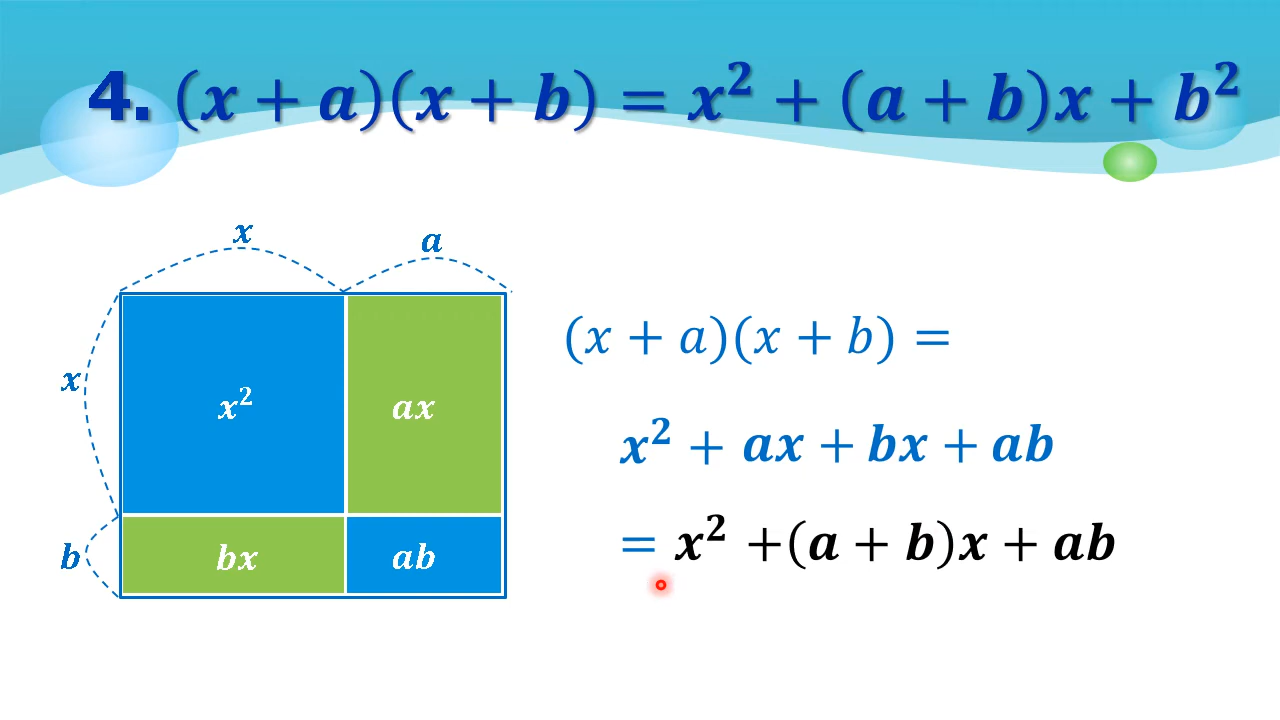 4. (x + a)(x + b) = x² + (a + b)x + b²
x
a
x
x²
ax
b
bx
ab
(x + a)(x + b) =
x² + ax + bx + ab
= x² +(a + b)x + ab